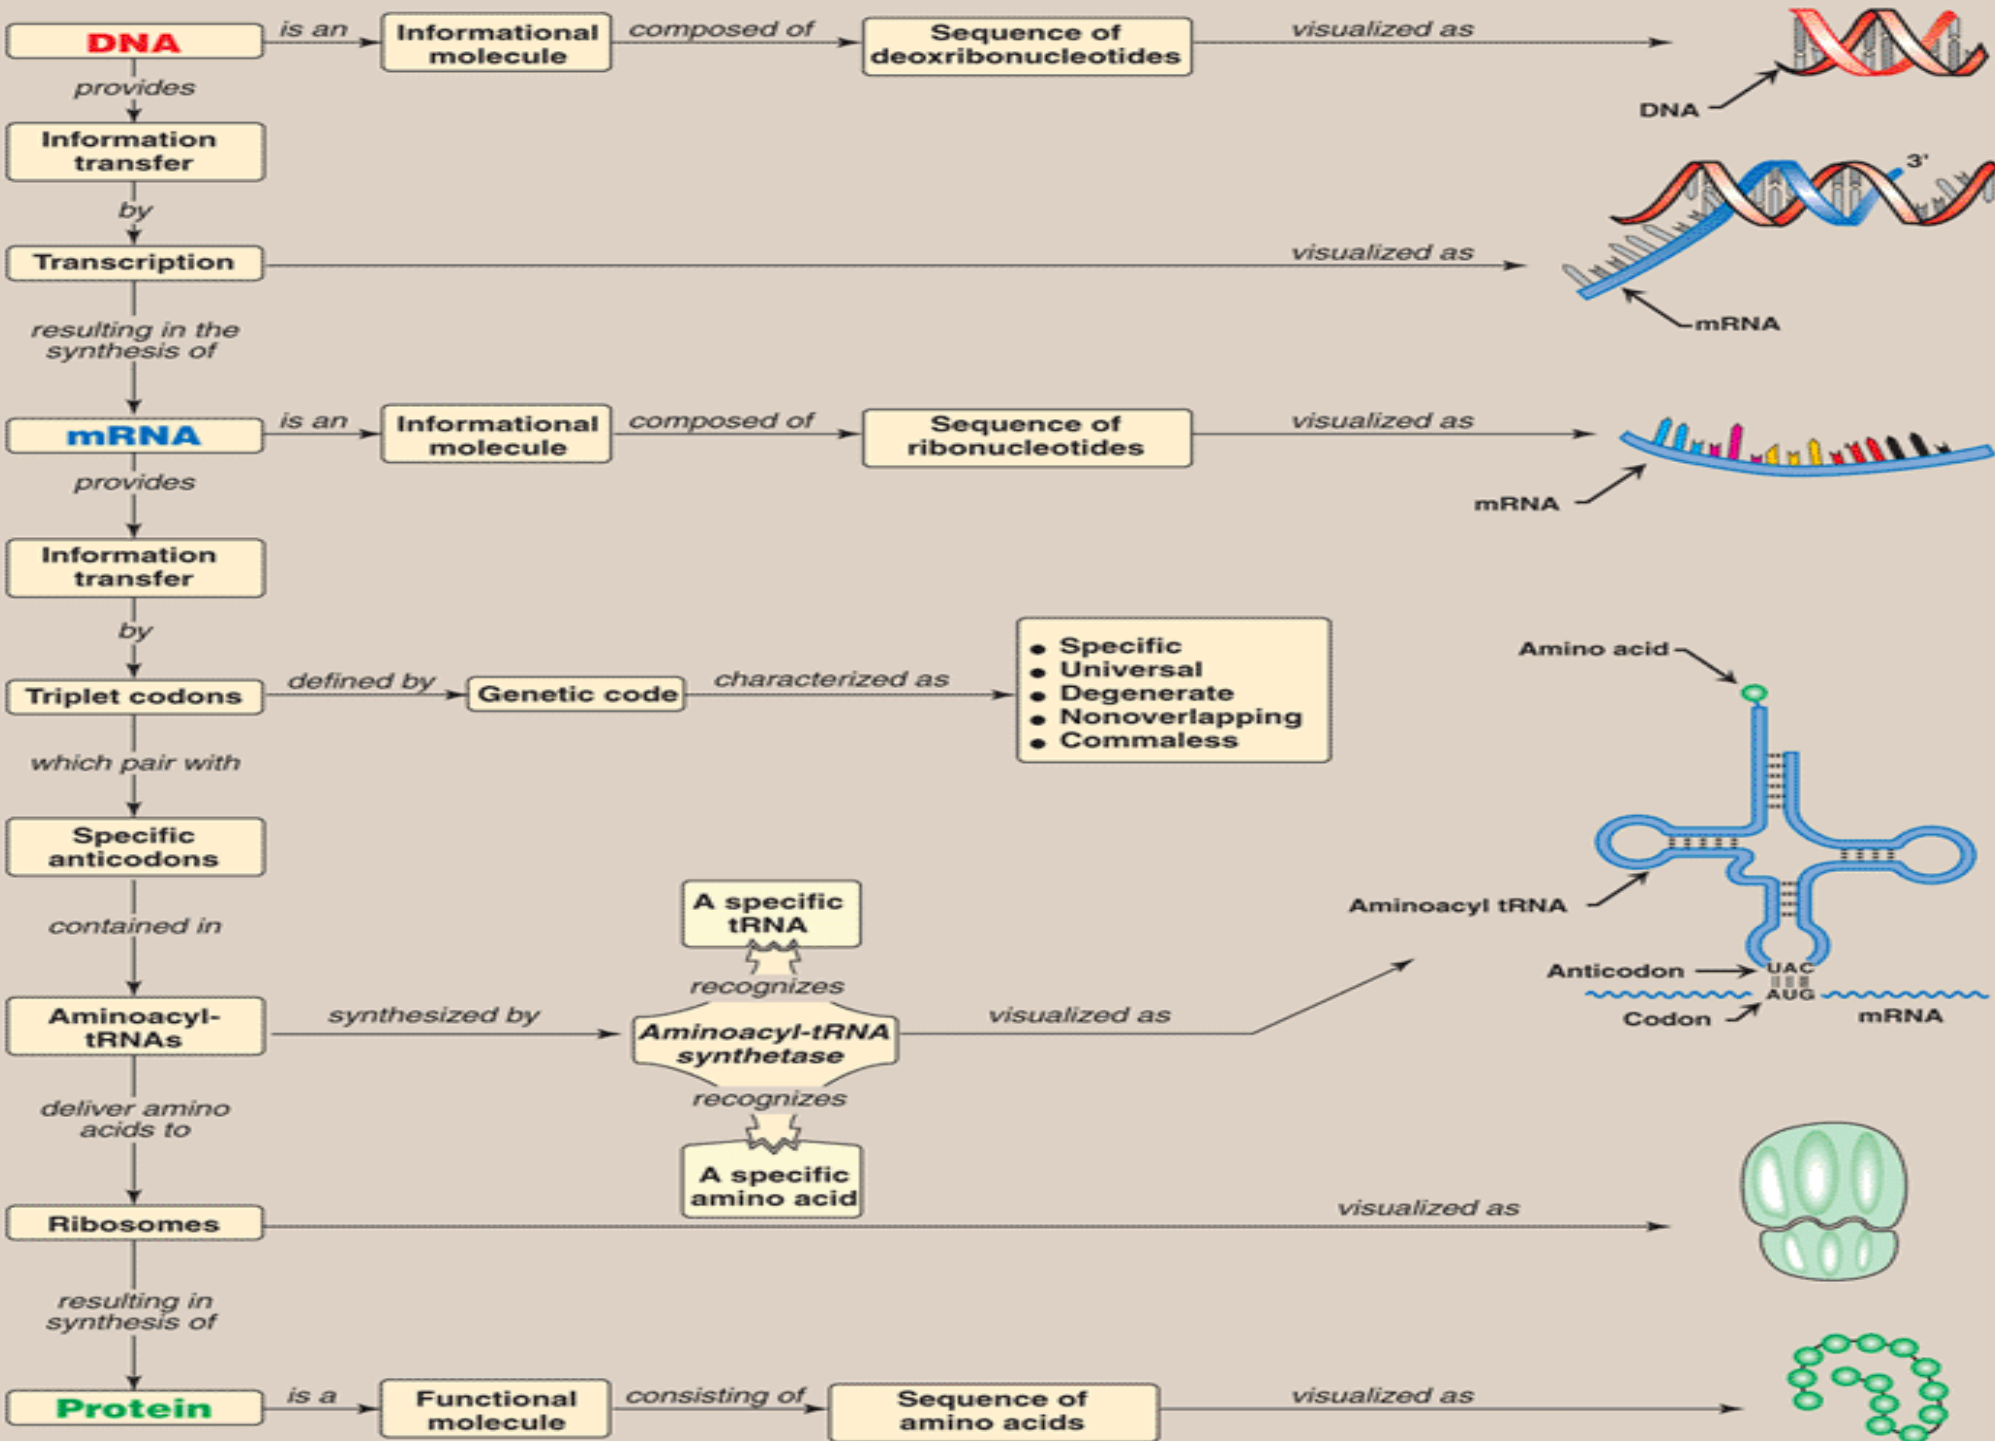 DNA
is an
Informational
molecule
composed of
Sequence of
deoxribonucleotides
visualized as
DNA
provides
Information
transfer
by
3'
Transcription
visualized as
mRNA
resulting in the
synthesis of
mRNA
is an
Informational
molecule
composed of
Sequence of
ribonucleotides
visualized as
mRNA
provides
Information
transfer
by
Triplet codons
defined by
Genetic code
characterized as
● Specific
● Universal
● Degenerate
● Nonoverlapping
● Commaless
Amino acid
which pair with
Specific
anticodons
contained in
Aminoacyl-
tRNAs
synthesized by
A specific
tRNA
recognizes
Aminoacyl-tRNA
synthetase
recognizes
A specific
amino acid
visualized as
Aminoacyl tRNA
Anticodon
UAC
AUG
Codon
mRNA
deliver amino
acids to
Ribosomes
visualized as
resulting in
synthesis of
Protein
is a
Functional
molecule
consisting of
Sequence of
amino acids
visualized as